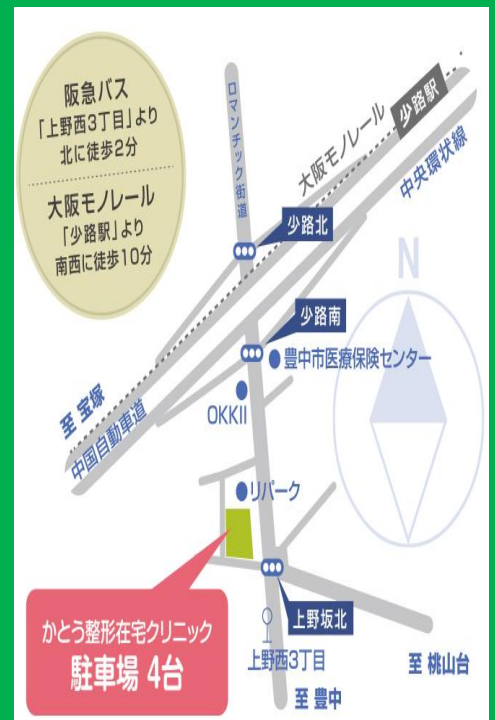 阪急バス
「上野西3丁目」より
北に徒歩2分
大阪モノレール
「少路駅」より
南西に徒歩10分
ロマンチック街道
大阪モノレール
少路駅
中央環状線
少路北
N
少路南
豊中市医療保険センター
OKKII
至 宝塚
中国自動車道
リパーク
かとう整形在宅クリニック
駐車場 4台
上野坂北
上野西3丁目
至 桃山台
至 豊中